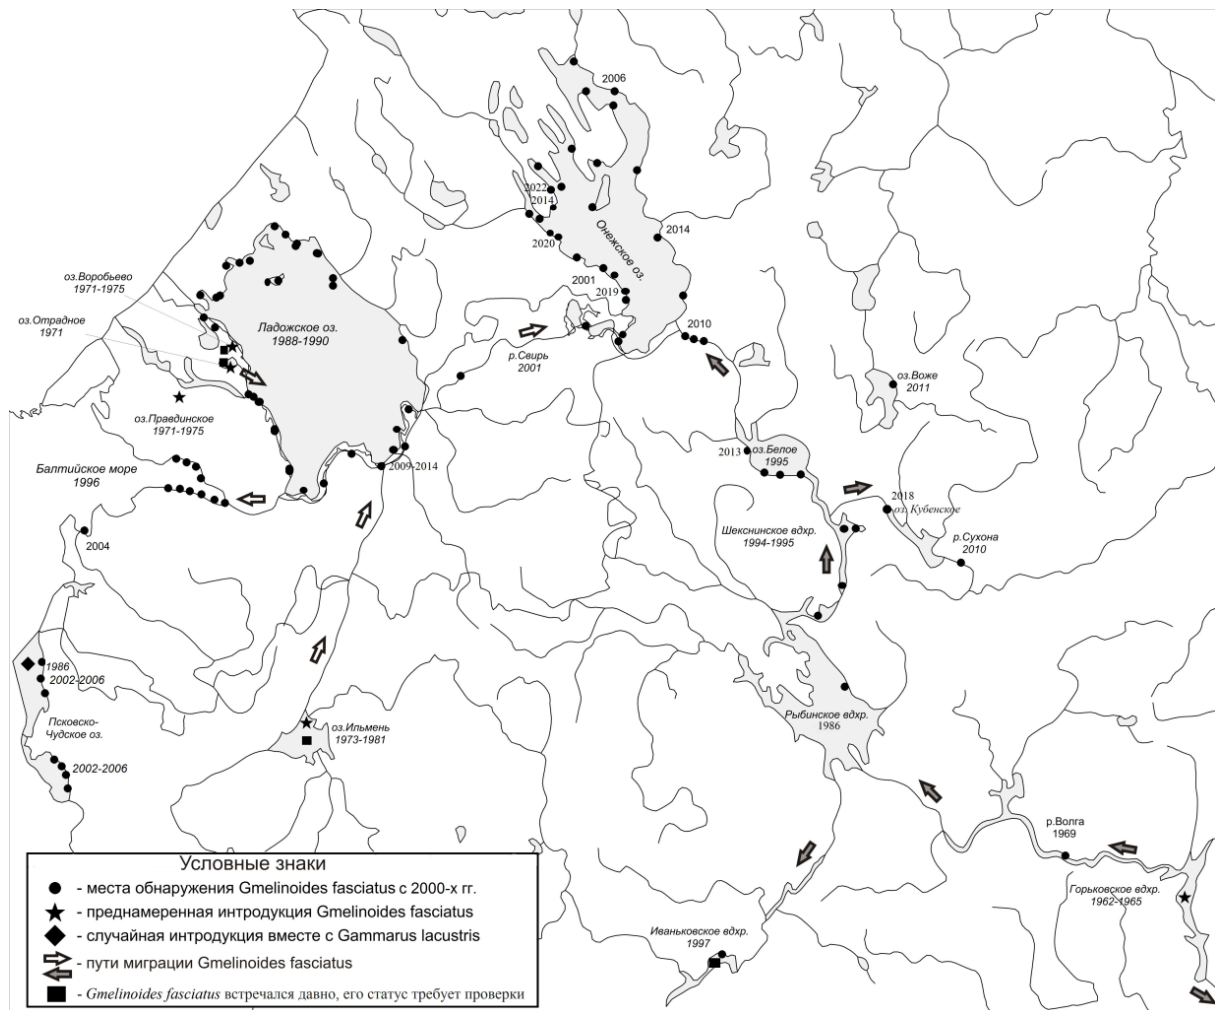 2006
2022
2014
2020
Онежское оз.
2014
2001
2019
2010
оз.Воробьево
1971-1975
оз.Отрадное
1971
Ладожское оз.
1988-1990
р.Свирь
2001
оз.Правдинское
1971-1975
оз.Воже
2011
Балтийское море
1996
2009-2014
2013
оз.Белое
1995
2018
оз. Кубенское
Шекснинское вдхр.
1994-1995
р.Сухона
2010
2004
1986
2002-2006
Псковско-
Чудское оз.
2002-2006
оз.Ильмень
1973-1981
Рыбинское вдхр.
1986
р.Волга
1969
Горьковское вдхр.
1962-1965
Иваньковское вдхр.
1997
Условные знаки
- места обнаружения Gmelinoides fasciatus с 2000-х гг.
- преднамеренная интродукция Gmelinoides fasciatus
- случайная интродукция вместе с Gammarus lacustris
- пути миграции Gmelinoides fasciatus
- Gmelinoides fasciatus встречался давно, его статус требует проверки